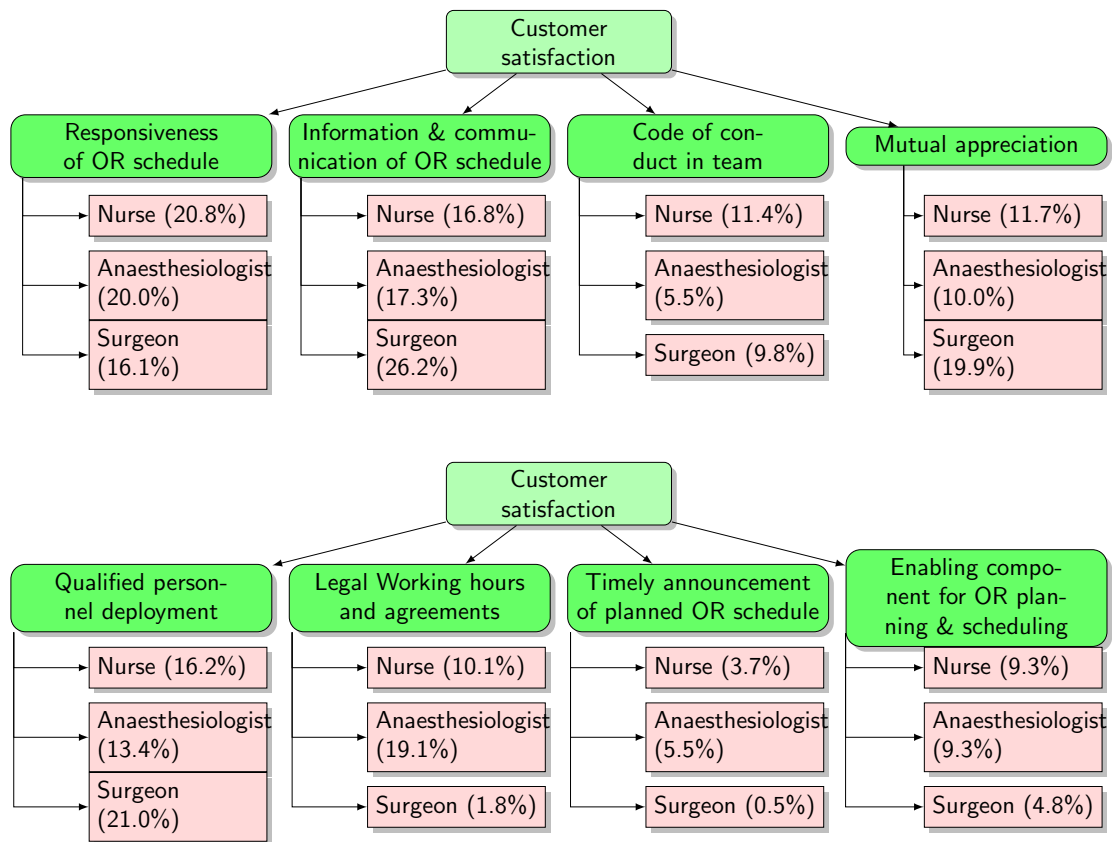 Customer
satisfaction
Responsiveness
of OR schedule
Nurse (20.8%)
Anaesthesiologist
(20.0%)
Surgeon
(16.1%)
Information & commu-
nication of OR schedule
Nurse (16.8%)
Anaesthesiologist
(17.3%)
Surgeon
(26.2%)
Code of con-
duct in team
Nurse (11.4%)
Anaesthesiologist
(5.5%)
Surgeon (9.8%)
Mutual appreciation
Nurse (11.7%)
Anaesthesiologist
(10.0%)
Surgeon
(19.9%)
Customer
satisfaction
Qualified person-
nel deployment
Nurse (16.2%)
Anaesthesiologist
(13.4%)
Surgeon
(21.0%)
Legal Working hours
and agreements
Nurse (10.1%)
Anaesthesiologist
(19.1%)
Surgeon (1.8%)
Timely announcement
of planned OR schedule
Nurse (3.7%)
Anaesthesiologist
(5.5%)
Surgeon (0.5%)
Enabling compo-
nent for OR plan-
ning & scheduling
Nurse (9.3%)
Anaesthesiologist
(9.3%)
Surgeon (4.8%)